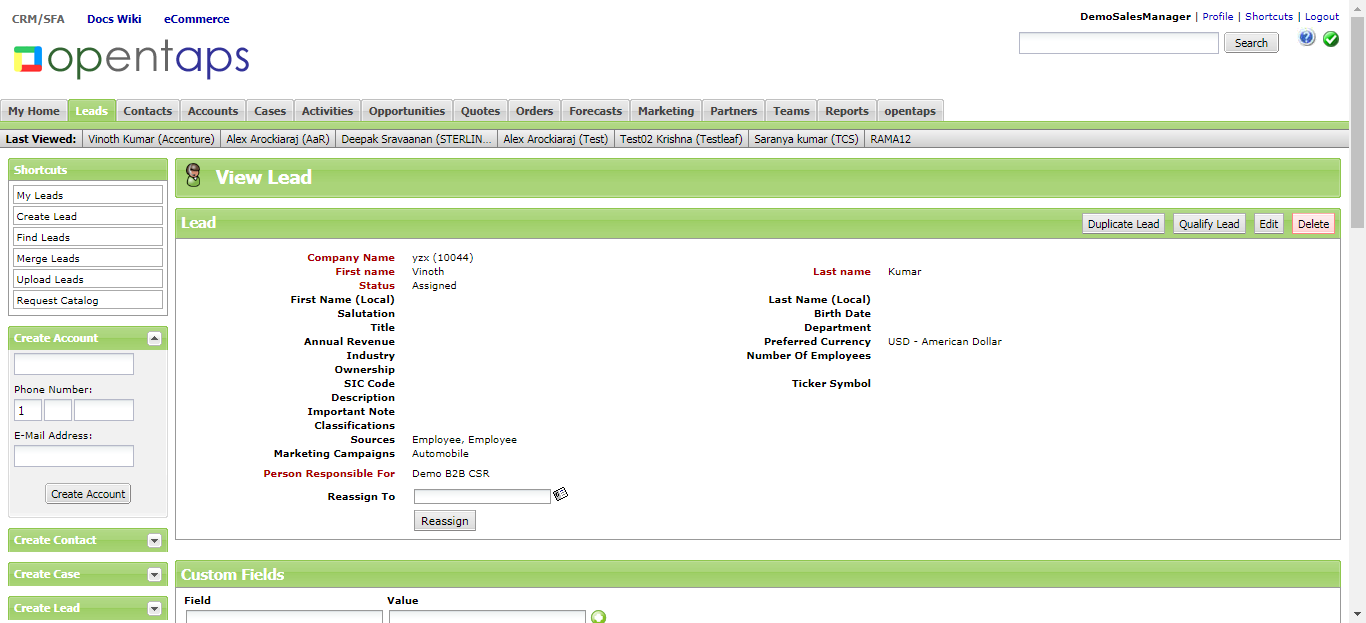 CRM/SFA Docs Wiki eCommerce
DemoSalesManager | Profile | Shortcuts | Logout
opentaps
Search
My Home Leads Contacts Accounts Cases Activities Opportunities Quotes Orders Forecasts Marketing Partners Teams Reports opentaps
Last Viewed: Vinoth Kumar (Accenture) Alex Arockiaraj (AaR) Deepak Sravaanan (STERLIN... Alex Arockiaraj (Test) Test02 Krishna (Testleaf) Saranya kumar (TCS) RAMA12
Shortcuts
My Leads
Create Lead
Find Leads
Merge Leads
Upload Leads
Request Catalog
Create Account
Phone Number:
1
E-Mail Address:
Create Account
Create Contact
Create Case
Create Lead
View Lead
Lead Duplicate Lead Qualify Lead Edit Delete
Company Name yzx (10044)
First name Vinoth Last name Kumar
Status Assigned
First Name (Local) Last Name (Local)
Salutation Birth Date
Title Department
Annual Revenue Preferred Currency USD - American Dollar
Industry Number Of Employees
Ownership
SIC Code Ticker Symbol
Description
Important Note
Classifications
Sources Employee, Employee
Marketing Campaigns Automobile
Person Responsible For Demo B2B CSR
Reassign To
Reassign
Custom Fields
Field Value